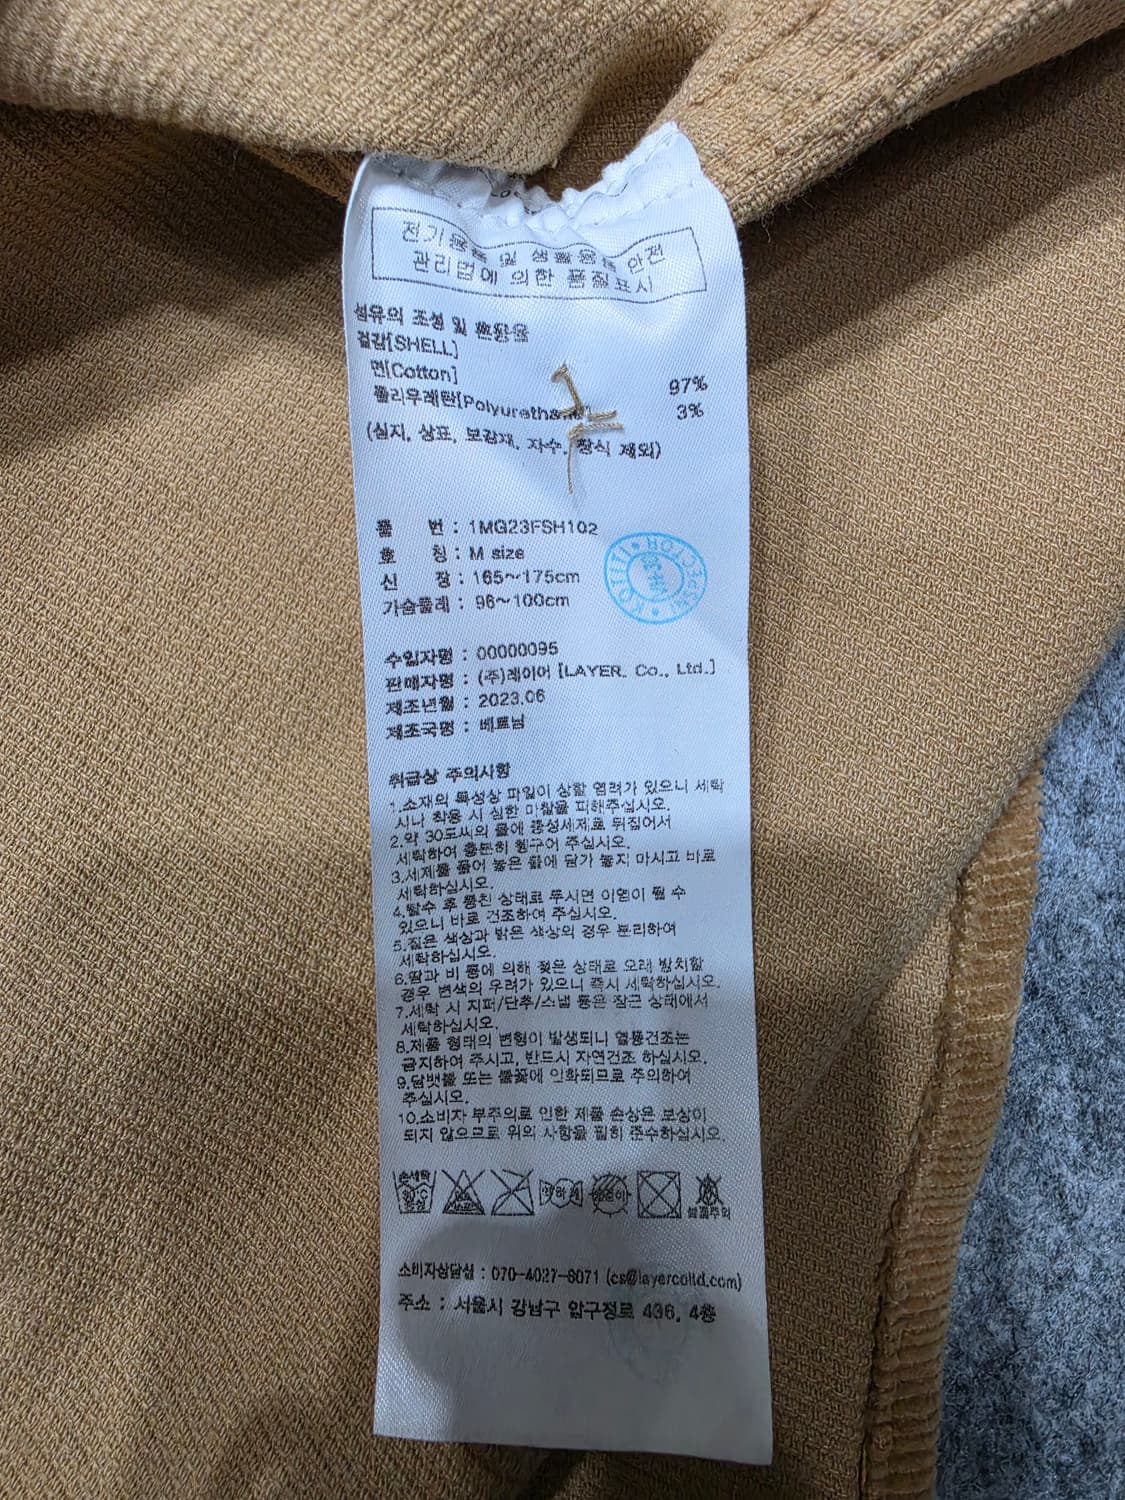 전기용품 및 생활용품 안전
관리법에 의한 품질표시
섬유의 조성 및 혼용율
겉감[SHELL]
면[Cotton] 97%
폴리우레탄[Polyurethane] 3%
(심지, 상표, 보강재, 자수, 장식 제외)
품 번 : 1MG23FSH102
호 칭 : M size
신 장 : 165~175cm
가슴둘레 : 96~100cm
수입자명 : 00000095
판매자명 : (주)레이어 [LAYER. Co., Ltd.]
제조년월 : 2023.06
제조국명 : 베트남
취급상 주의사항
1.소재의 특성상 파일이 상할 염려가 있으니 세탁
시나 착용 시 심한 마찰을 피해주십시오.
2.약 30도씨의 물에 중성세제로 뒤집어서
세탁하여 충분히 헹구어 주십시오.
3.세제를 풀어 놓은 물에 담가 놓지 마시고 바로
세탁하십시오.
4.탈수 후 뭉친 상태로 두시면 이염이 될 수
있으니 바로 건조하여 주십시오.
5.짙은 색상과 밝은 색상의 경우 분리하여
세탁하십시오.
6.땀과 비 등에 의해 젖은 상태로 오래 방치할
경우 변색의 우려가 있으니 즉시 세탁하십시오.
7.세탁 시 지퍼/단추/스냅 등은 잠근 상태에서
세탁하십시오.
8.제품 형태의 변형이 발생되니 열풍건조는
금지하여 주시고, 반드시 자연건조 하십시오.
9.담뱃불 또는 불꽃에 인화되므로 주의하여
주십시오.
10.소비자 부주의로 인한 제품 손상은 보상이
되지 않으므로 위의 사항을 필히 준수하십시오.
손세탁
30℃
중성
약하게
드라이
소비자상담실 : 070-4027-6071 (cs@layercoltd.com)
주소 : 서울시 강남구 압구정로 436, 4층